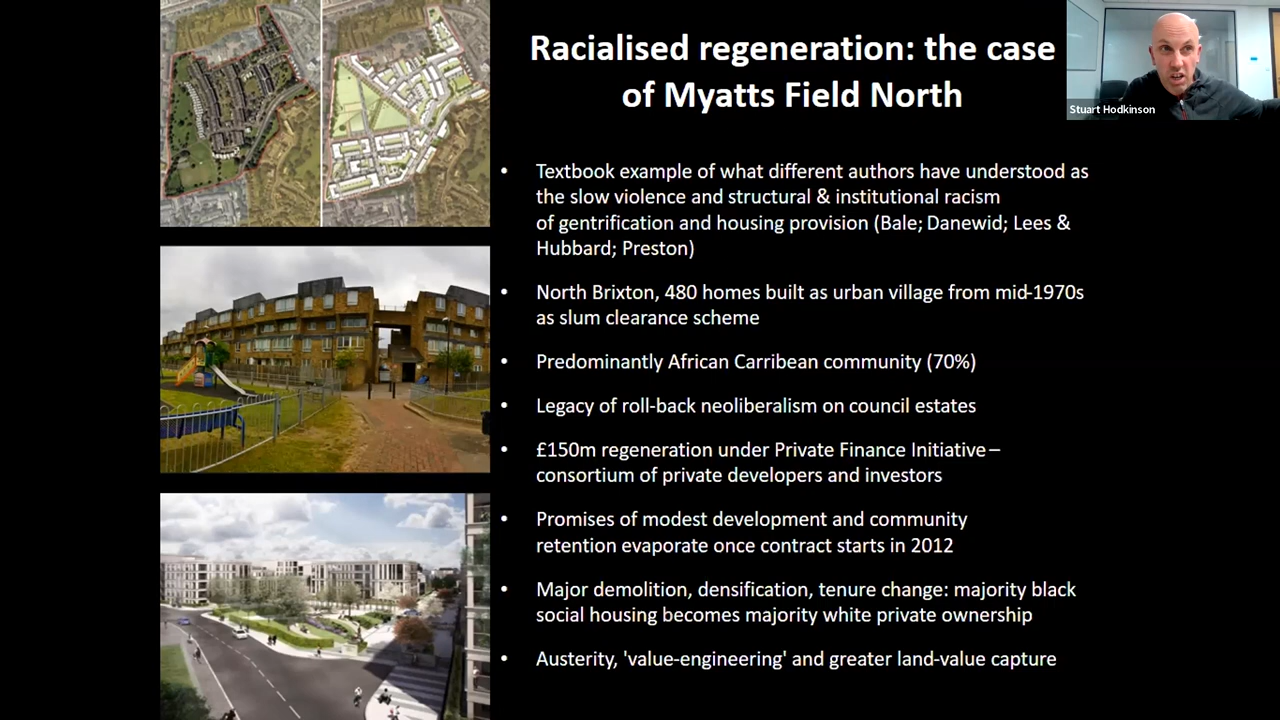 Racialised regeneration: the case
of Myatts Field North
Stuart Hodkinson
• Textbook example of what different authors have understood as
the slow violence and structural & institutional racism
of gentrification and housing provision (Bale; Danewid; Lees &
Hubbard; Preston)
• North Brixton, 480 homes built as urban village from mid-1970s
as slum clearance scheme
• Predominantly African Carribean community (70%)
• Legacy of roll-back neoliberalism on council estates
• £150m regeneration under Private Finance Initiative –
consortium of private developers and investors
• Promises of modest development and community
retention evaporate once contract starts in 2012
• Major demolition, densification, tenure change: majority black
social housing becomes majority white private ownership
• Austerity, 'value-engineering' and greater land-value capture